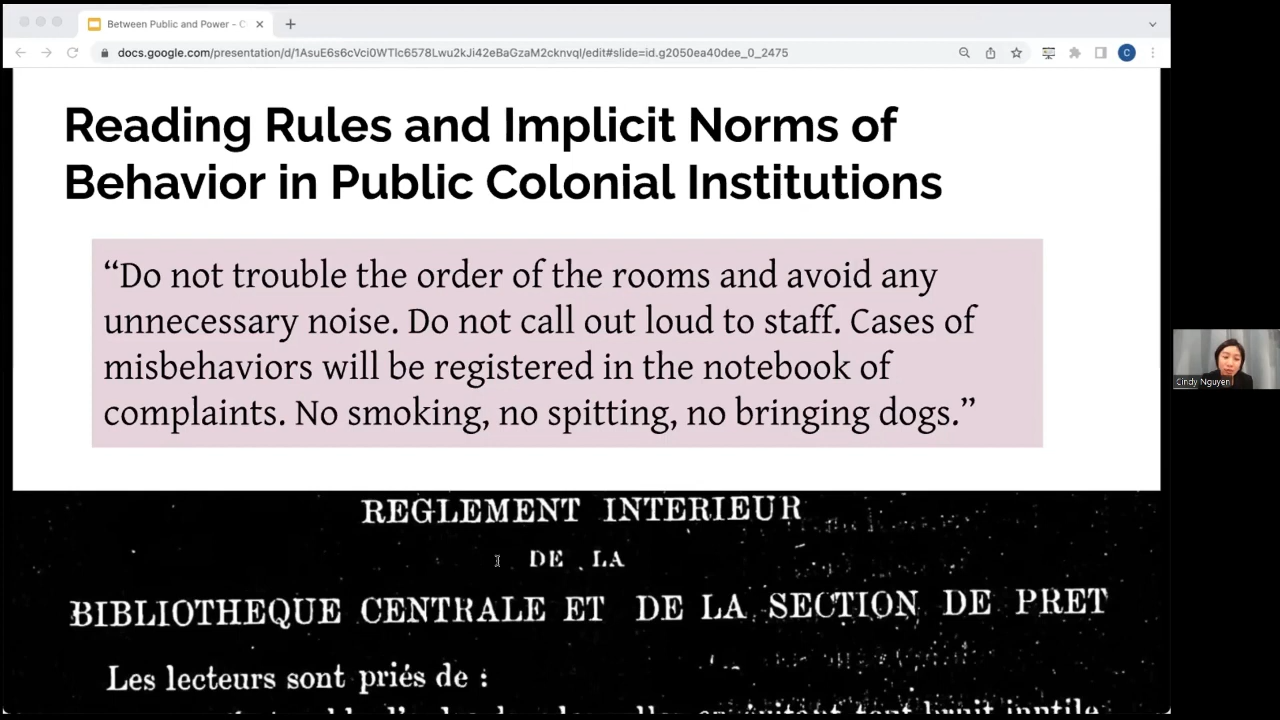 Between Public and Power - C
docs.google.com/presentation/d/1AsuE6s6cVci0WTlc6578Lwu2kJi42eBaGzaM2cknvqI/edit#slide=id.g2050ea40dee_0_2475
C
Reading Rules and Implicit Norms of
Behavior in Public Colonial Institutions
“Do not trouble the order of the rooms and avoid any
unnecessary noise. Do not call out loud to staff. Cases of
misbehaviors will be registered in the notebook of
complaints. No smoking, no spitting, no bringing dogs.”
Cindy Nguyen
REGLEMENT INTERIEUR
DE LA
BIBLIOTHEQUE CENTRALE ET DE LA SECTION DE PRET
Les lecteurs sont priés de :